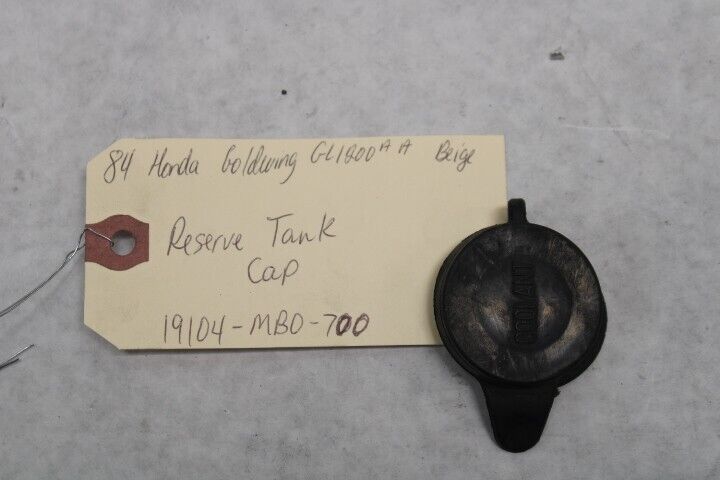 84 Honda Goldwing GL1200A A Beige
Reserve Tank
Cap
19104-MB0-700
COOLANT